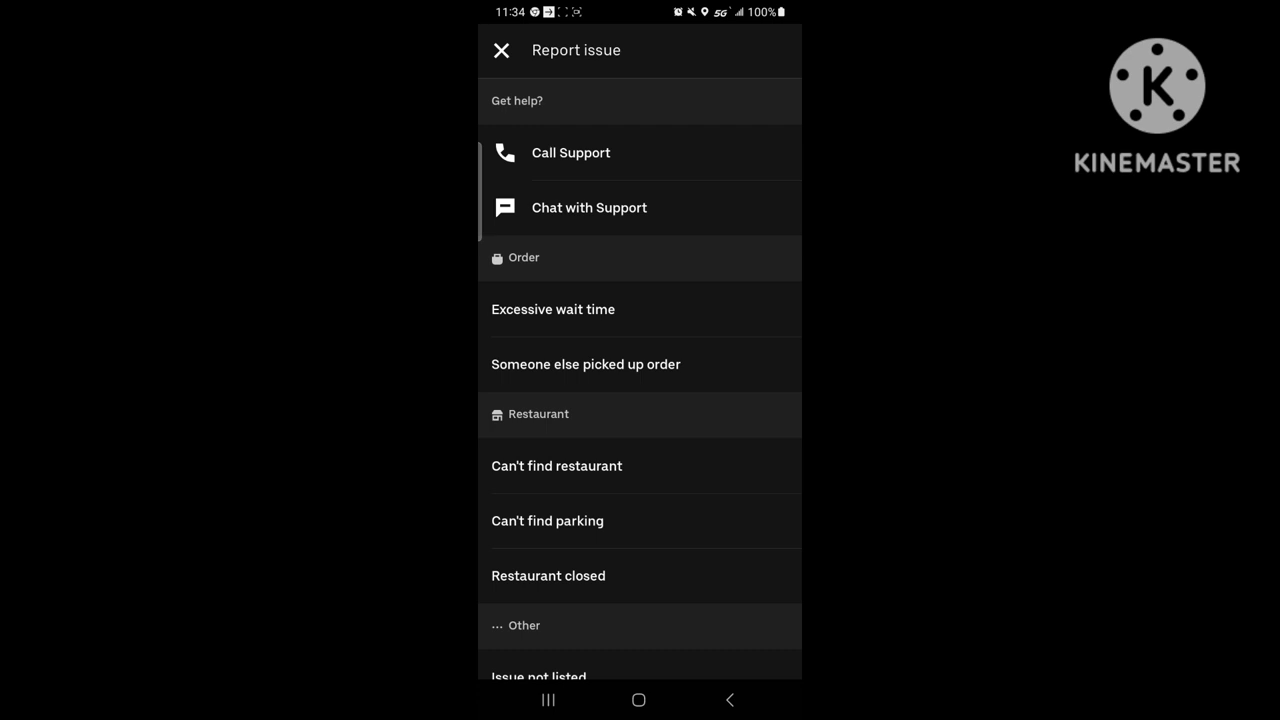 11:34
5G
100%
Report issue
Get help?
Call Support
Chat with Support
Order
Excessive wait time
Someone else picked up order
Restaurant
Can't find restaurant
Can't find parking
Restaurant closed
Other
Issue not listed
K
KINEMASTER